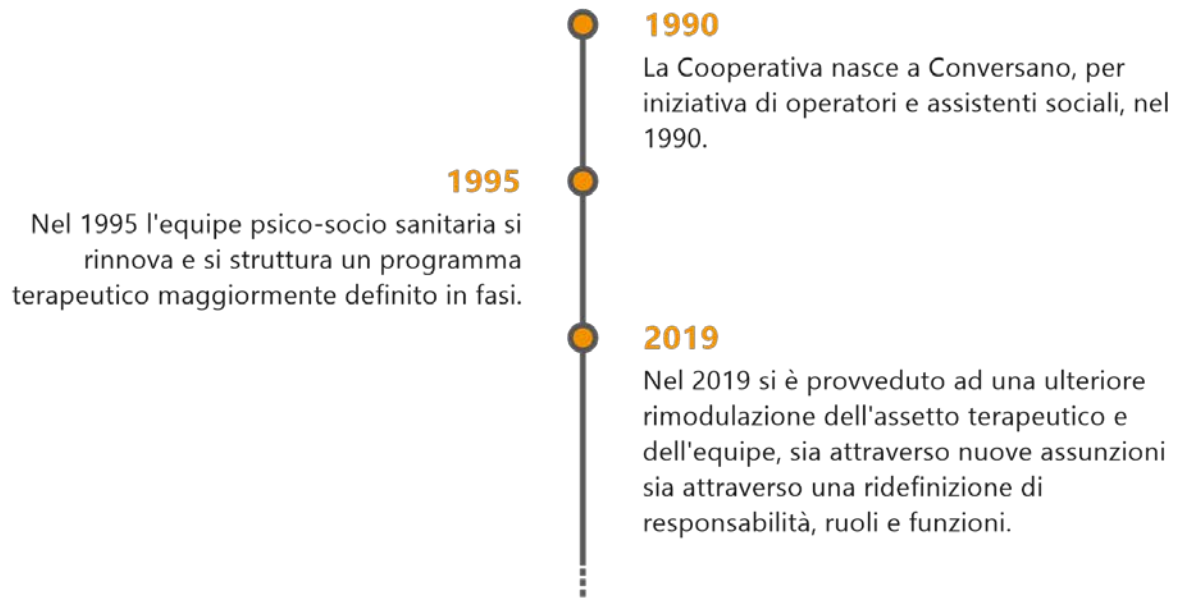 1990
La Cooperativa nasce a Conversano, per
iniziativa di operatori e assistenti sociali, nel
1990.
1995
Nel 1995 l'equipe psico-socio sanitaria si
rinnova e si struttura un programma
terapeutico maggiormente definito in fasi.
2019
Nel 2019 si è provveduto ad una ulteriore
rimodulazione dell'assetto terapeutico e
dell'equipe, sia attraverso nuove assunzioni
sia attraverso una ridefinizione di
responsabilità, ruoli e funzioni.